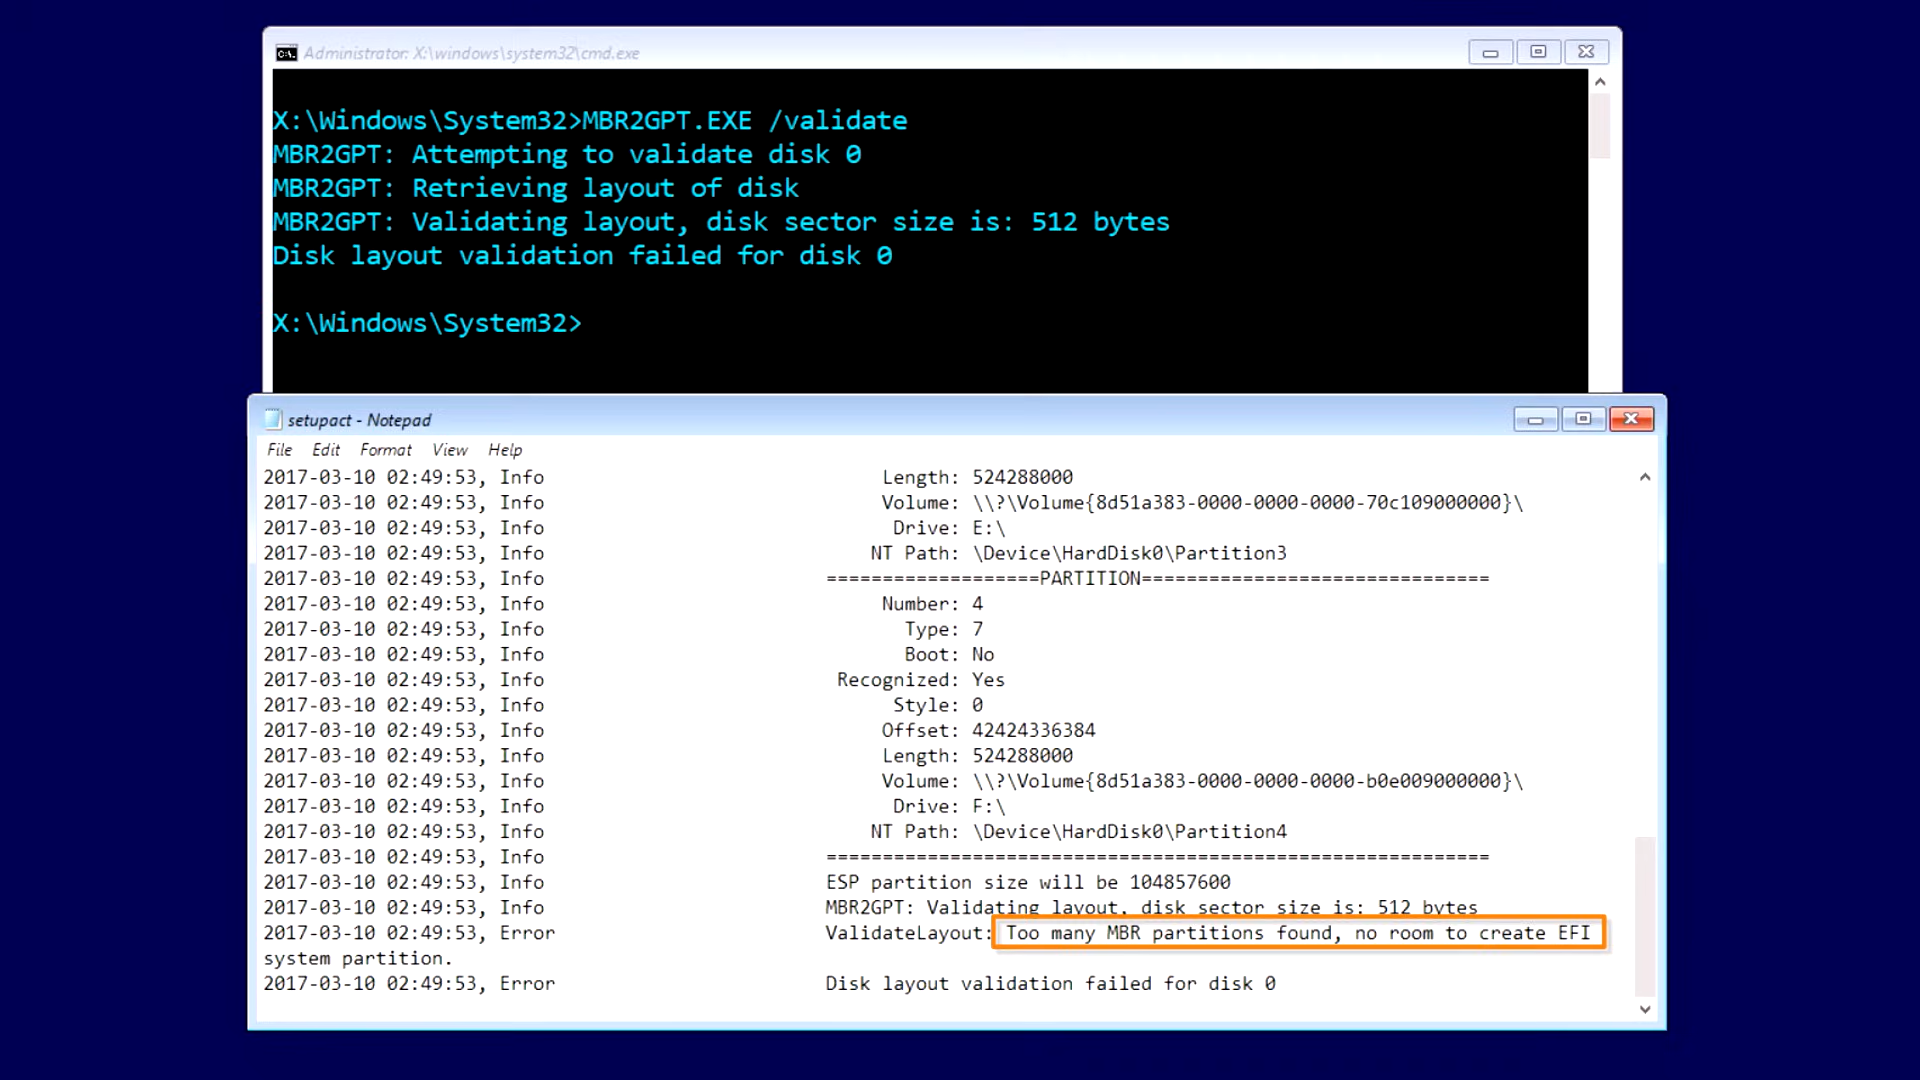 Administrator: X:\windows\system32\cmd.exe
X:\Windows\System32>MBR2GPT.EXE /validate
MBR2GPT: Attempting to validate disk 0
MBR2GPT: Retrieving layout of disk
MBR2GPT: Validating layout, disk sector size is: 512 bytes
Disk layout validation failed for disk 0
X:\Windows\System32>
setupact - Notepad
File Edit Format View Help
2017-03-10 02:49:53, Info Length: 524288000
2017-03-10 02:49:53, Info Volume: \\?\Volume{8d51a383-0000-0000-0000-70c109000000}\
2017-03-10 02:49:53, Info Drive: E:\
2017-03-10 02:49:53, Info NT Path: \Device\HardDisk0\Partition3
2017-03-10 02:49:53, Info ===================PARTITION===============================
2017-03-10 02:49:53, Info Number: 4
2017-03-10 02:49:53, Info Type: 7
2017-03-10 02:49:53, Info Boot: No
2017-03-10 02:49:53, Info Recognized: Yes
2017-03-10 02:49:53, Info Style: 0
2017-03-10 02:49:53, Info Offset: 42424336384
2017-03-10 02:49:53, Info Length: 524288000
2017-03-10 02:49:53, Info Volume: \\?\Volume{8d51a383-0000-0000-0000-b0e009000000}\
2017-03-10 02:49:53, Info Drive: F:\
2017-03-10 02:49:53, Info NT Path: \Device\HardDisk0\Partition4
2017-03-10 02:49:53, Info ===========================================================
2017-03-10 02:49:53, Info ESP partition size will be 104857600
2017-03-10 02:49:53, Info MBR2GPT: Validating layout, disk sector size is: 512 bytes
2017-03-10 02:49:53, Error ValidateLayout: Too many MBR partitions found, no room to create EFI
system partition.
2017-03-10 02:49:53, Error Disk layout validation failed for disk 0